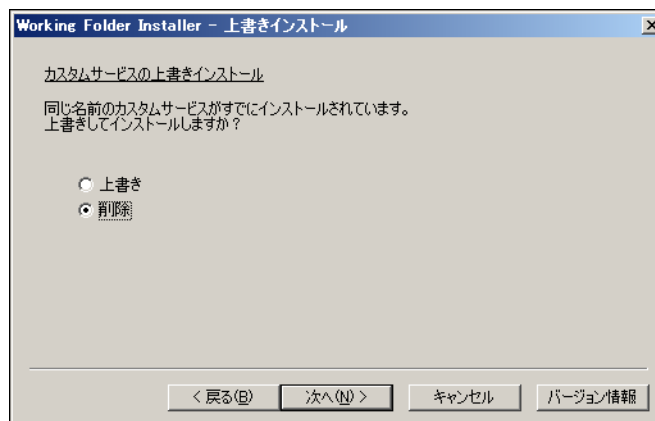 Working Folder Installer - 上書きインストール
カスタムサービスの上書きインストール
同じ名前のカスタムサービスがすでにインストールされています。
上書きしてインストールしますか？
上書き
削除
< 戻る(B)
次へ(N) >
キャンセル
バージョン情報